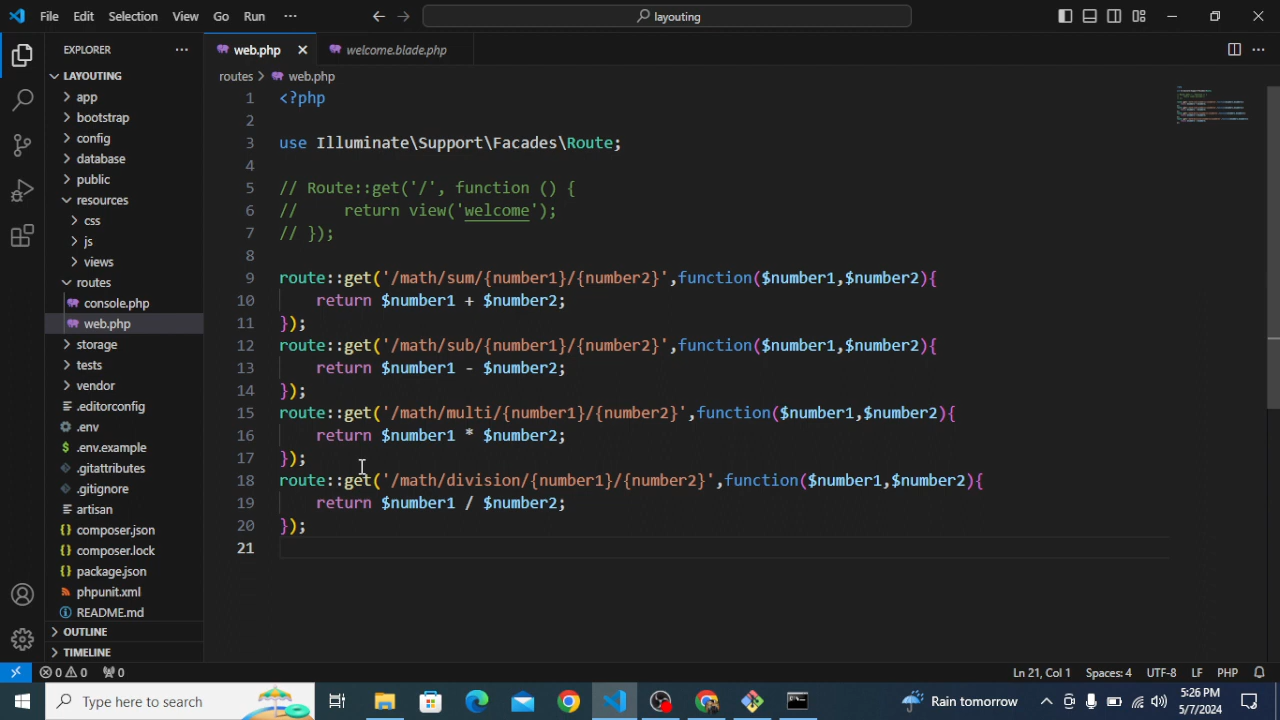 File Edit Selection View Go Run ··· layouting
EXPLORER ···
web.php welcome.blade.php ···
LAYOUTING
app
bootstrap
config
database
public
resources
css
js
views
routes
console.php
web.php
storage
tests
vendor
.editorconfig
.env
$ .env.example
.gitattributes
.gitignore
artisan
{} composer.json
{} composer.lock
{} package.json
phpunit.xml
README.md
OUTLINE
TIMELINE
routes > web.php
1 <?php
2
3 use Illuminate\Support\Facades\Route;
4
5 // Route::get('/', function () {
6 //     return view('welcome');
7 // });
8
9 route::get('/math/sum/{number1}/{number2}',function($number1,$number2){
10     return $number1 + $number2;
11 });
12 route::get('/math/sub/{number1}/{number2}',function($number1,$number2){
13     return $number1 - $number2;
14 });
15 route::get('/math/multi/{number1}/{number2}',function($number1,$number2){
16     return $number1 * $number2;
17 });
18 route::get('/math/division/{number1}/{number2}',function($number1,$number2){
19     return $number1 / $number2;
20 });
21
0 0 0 Ln 21, Col 1 Spaces: 4 UTF-8 LF PHP
Type here to search Rain tomorrow 5:26 PM
5/7/2024